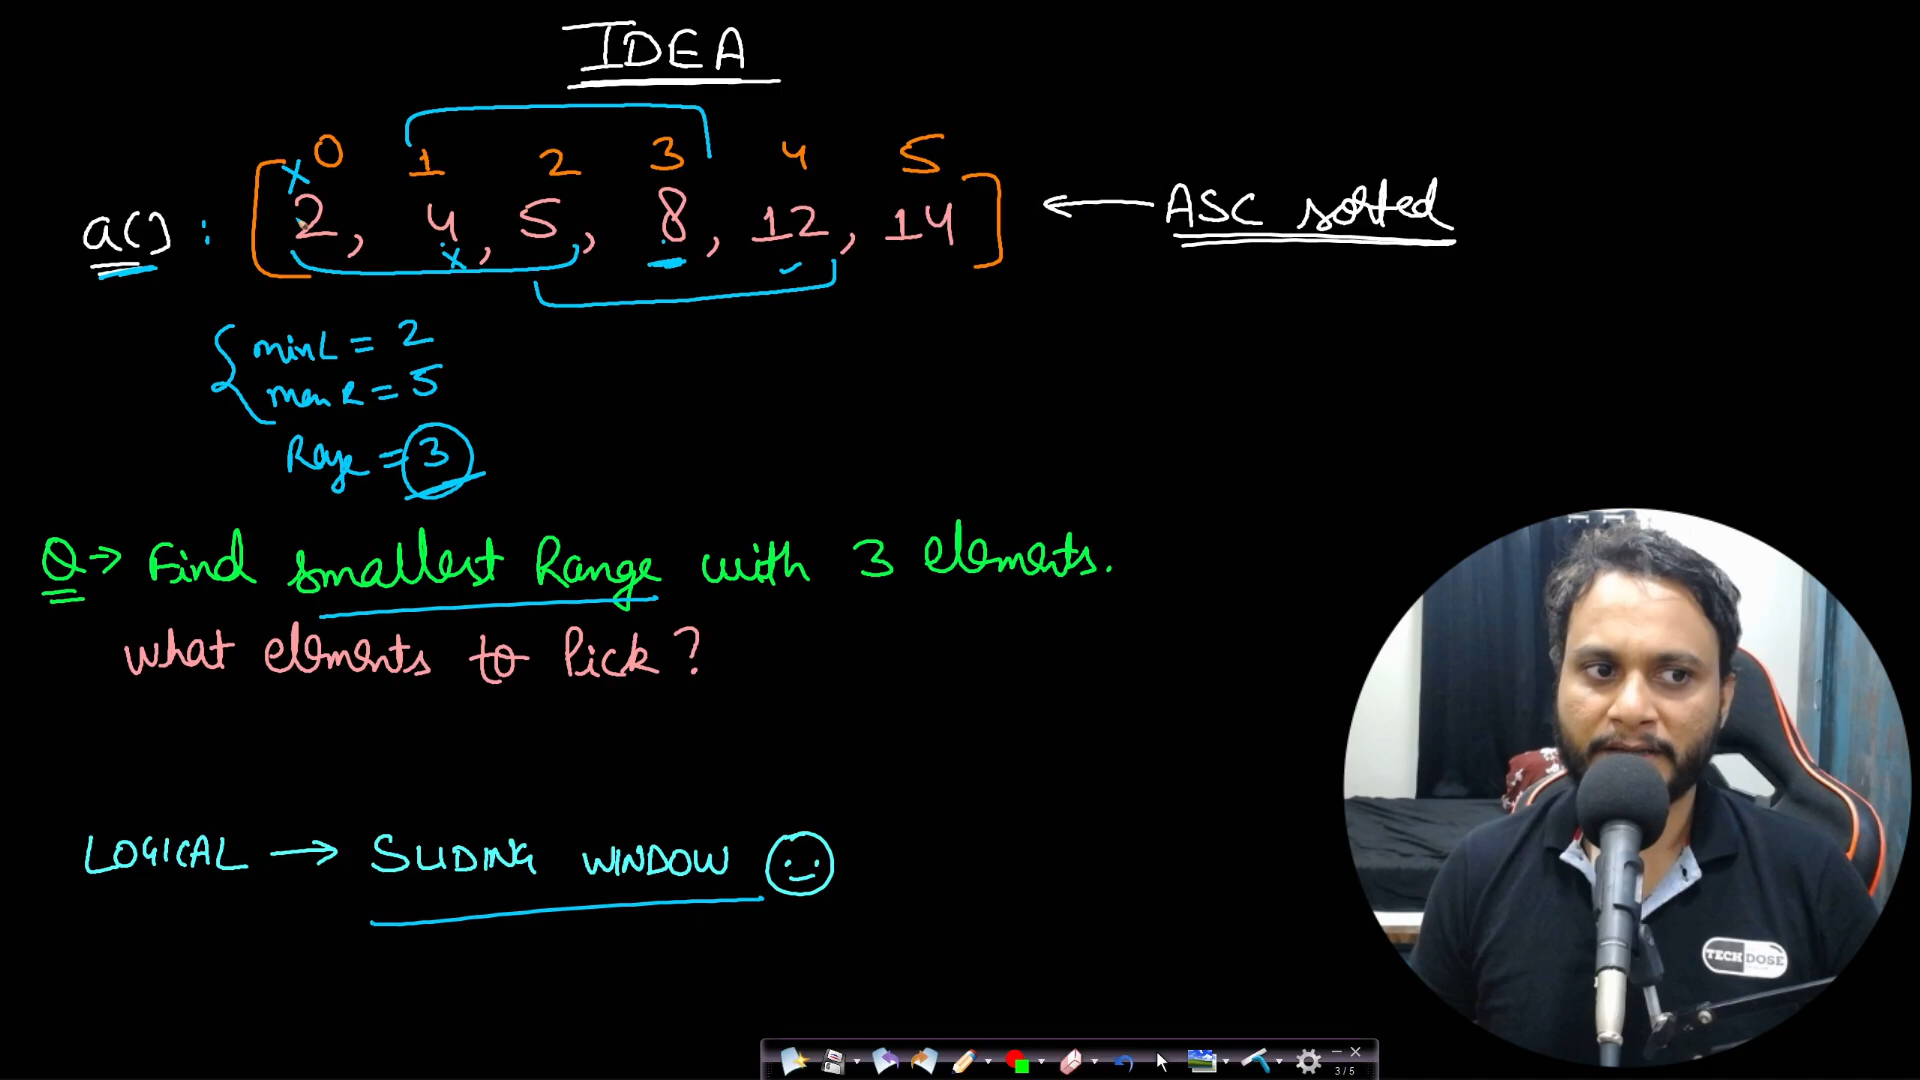 IDEA
0 1 2 3 4 5
a[] : [2, 4, 5, 8, 12, 14] ← ASC sorted
minL = 2
maxR = 5
Range = 3
Q → Find smallest Range with 3 elements.
what elements to Pick?
LOGICAL → SLIDING WINDOW
TECH DOSE
3/5